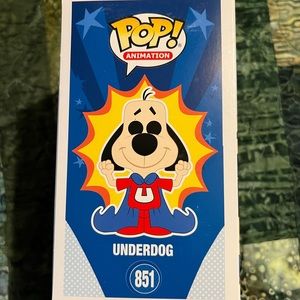 POP!
ANIMATION
U
UNDERDOG
851